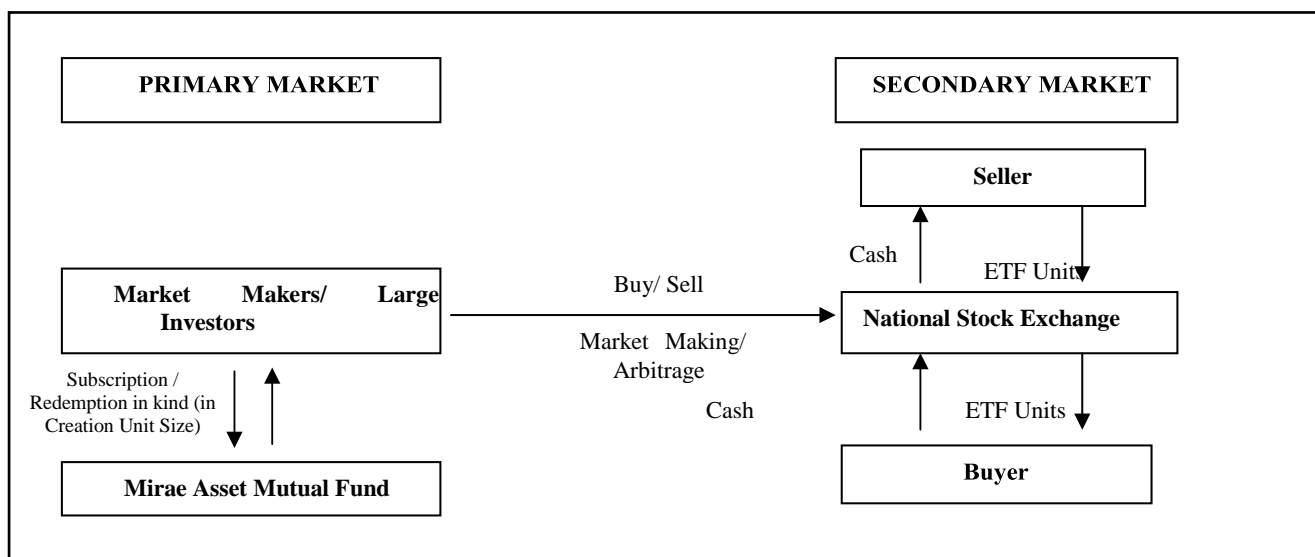 PRIMARY MARKET
SECONDARY MARKET
Seller
Cash
ETF Units
Market Makers/ Large
Investors
Buy/ Sell
National Stock Exchange
Market Making/
Arbitrage
Subscription /
Redemption in kind (in
Creation Unit Size)
Cash
ETF Units
Mirae Asset Mutual Fund
Buyer